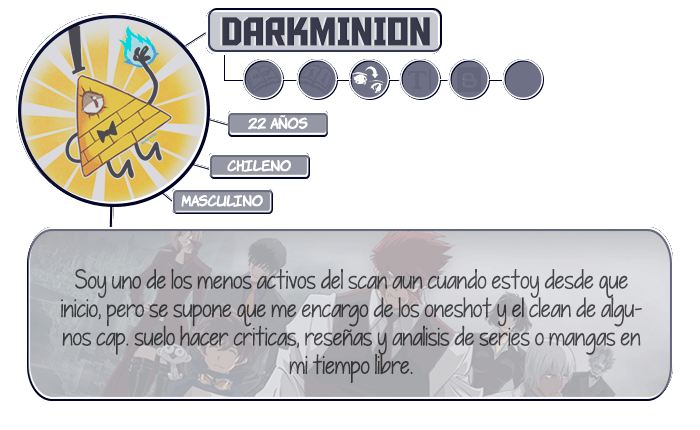 DARKMINION
T B
22 AÑOS
CHILENO
MASCULINO
Soy uno de los menos activos del scan aun cuando estoy desde que
inicio, pero se supone que me encargo de los oneshot y el clean de algu-
nos cap. suelo hacer criticas, reseñas y analisis de series o mangas en
mi tiempo libre.